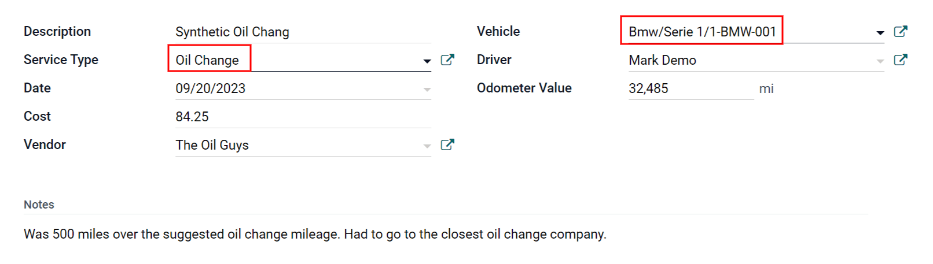 Description Synthetic Oil Chang Vehicle Bmw/Serie 1/1-BMW-001
Service Type Oil Change Driver Mark Demo
Date 09/20/2023 Odometer Value 32,485 mi
Cost 84.25
Vendor The Oil Guys
Notes
Was 500 miles over the suggested oil change mileage. Had to go to the closest oil change company.